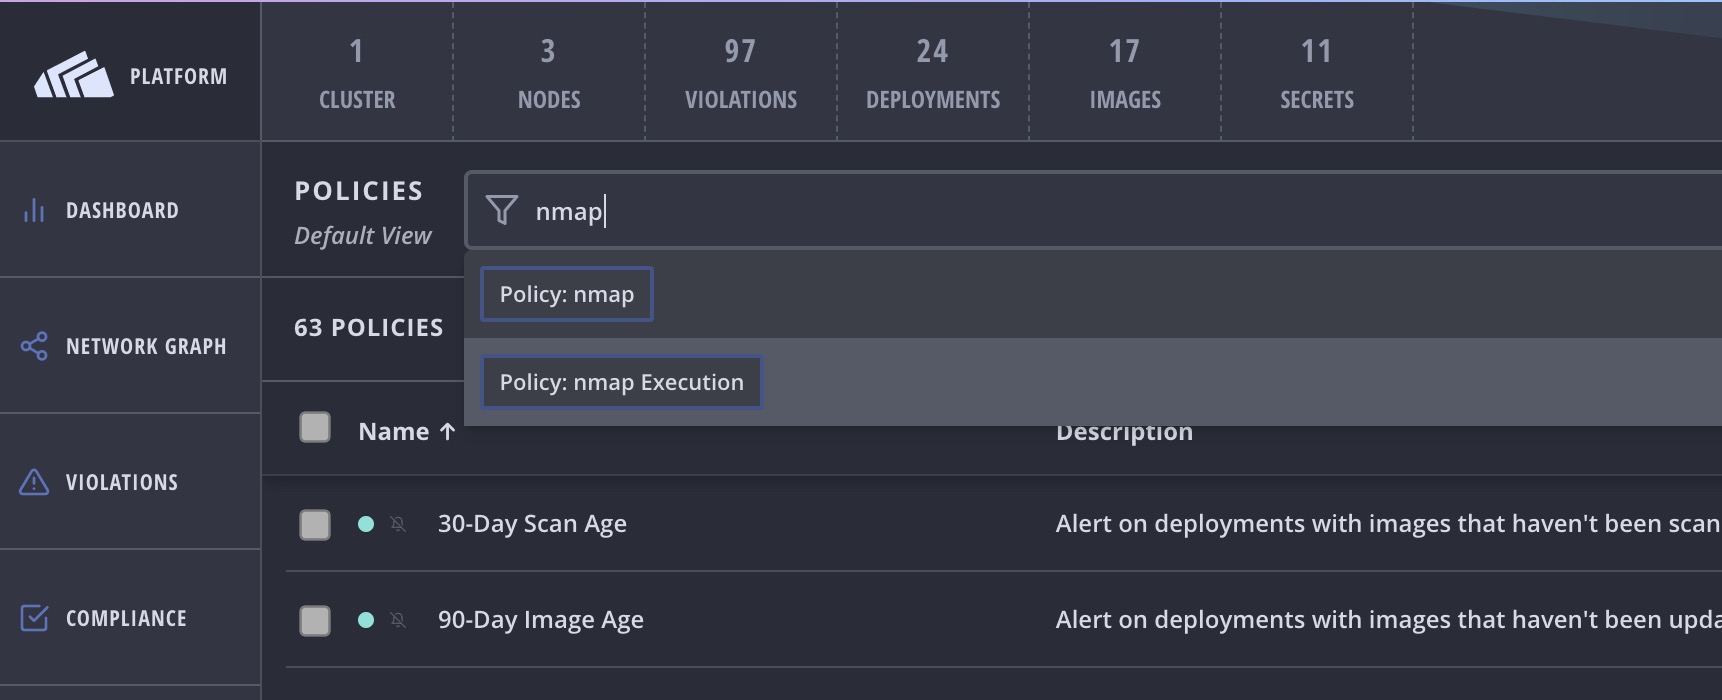 PLATFORM
1
CLUSTER
3
NODES
97
VIOLATIONS
24
DEPLOYMENTS
17
IMAGES
11
SECRETS
DASHBOARD
NETWORK GRAPH
VIOLATIONS
COMPLIANCE
POLICIES
Default View
nmap
Policy: nmap
Policy: nmap Execution
63 POLICIES
Name ↑ Description
30-Day Scan Age Alert on deployments with images that haven't been scan
90-Day Image Age Alert on deployments with images that haven't been upda